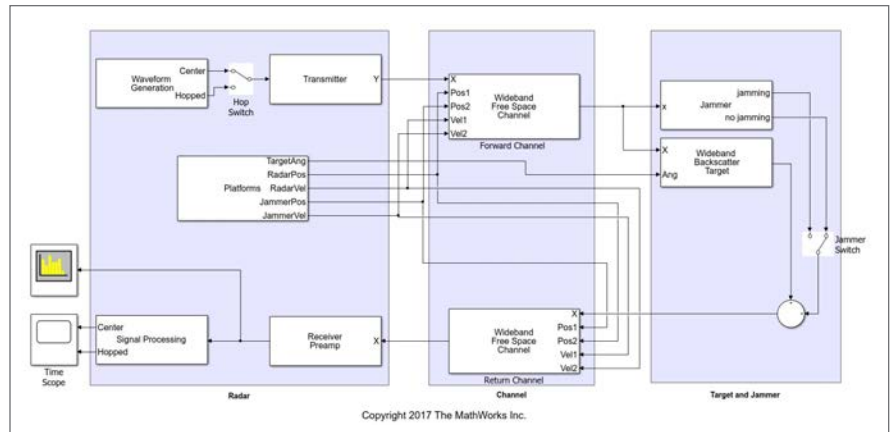 Waveform
Generation
Center
Hopped
Hop
Switch
Transmitter
Y
X
Pos1
Pos2
Vel1
Vel2
Wideband
Free Space
Channel
Forward Channel
x
Jammer
jamming
no jamming
X
Ang
Wideband
Backscatter
Target
Platforms
TargetAng
RadarPos
RadarVel
JammerPos
JammerVel
Jammer
Switch
Center
Hopped
Signal Processing
Time
Scope
Receiver
Preamp
X
Wideband
Free Space
Channel
X
Pos1
Pos2
Vel1
Vel2
Return Channel
Radar
Channel
Target and Jammer
Copyright 2017 The MathWorks Inc.